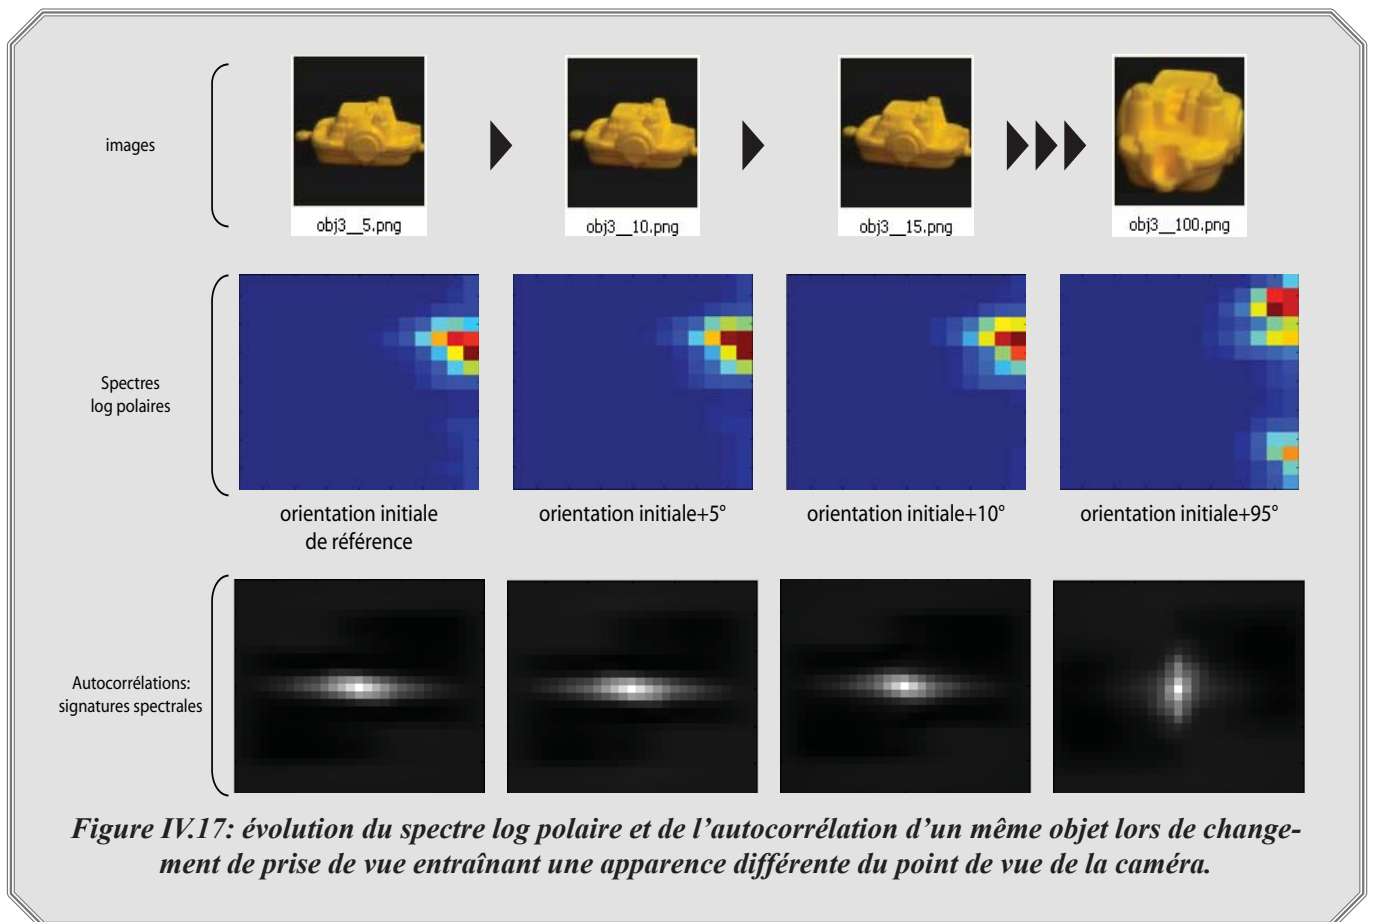 images
obj3__5.png
obj3__10.png
obj3__15.png
obj3__100.png
Spectres
log polaires
orientation initiale
de référence
orientation initiale+5°
orientation initiale+10°
orientation initiale+95°
Autocorrélations:
signatures spectrales
Figure IV.17: évolution du spectre log polaire et de l’autocorrélation d’un même objet lors de change-
ment de prise de vue entraînant une apparence différente du point de vue de la caméra.